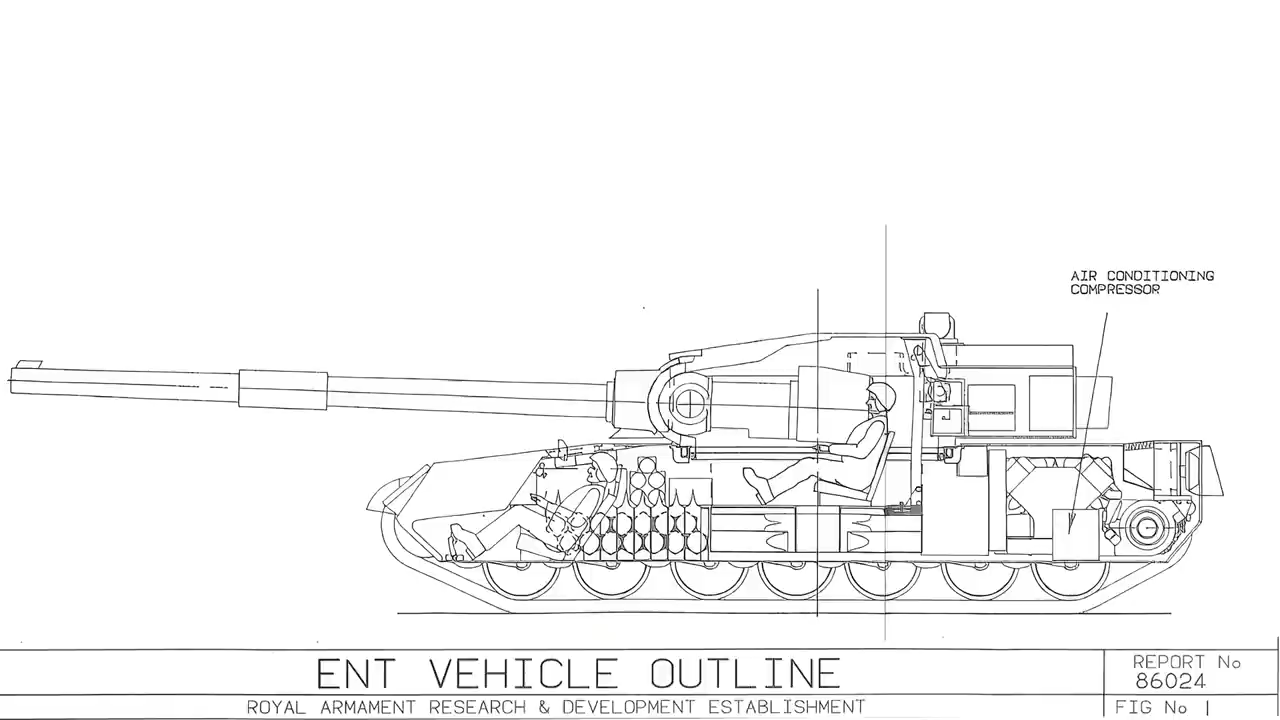 AIR CONDITIONING
COMPRESSOR
ENT VEHICLE OUTLINE
ROYAL ARMAMENT RESEARCH & DEVELOPMENT ESTABLISHMENT
REPORT No
86024
FIG No 1